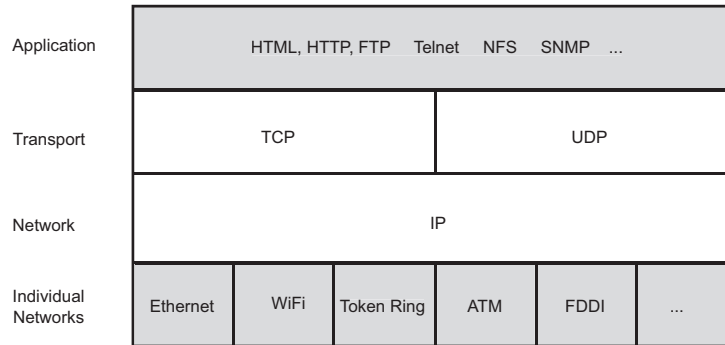 Application
HTML, HTTP, FTP Telnet NFS SNMP ...
Transport
TCP
UDP
Network
IP
Individual
Networks
Ethernet
WiFi
Token Ring
ATM
FDDI
...